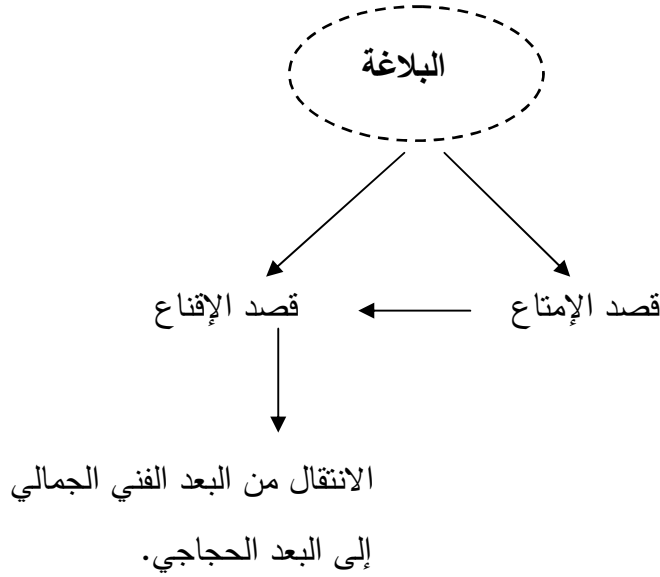 البلاغة
قصد الإمتاع
قصد الإقناع
الانتقال من البعد الفني الجمالي
إلى البعد الحجاجي.